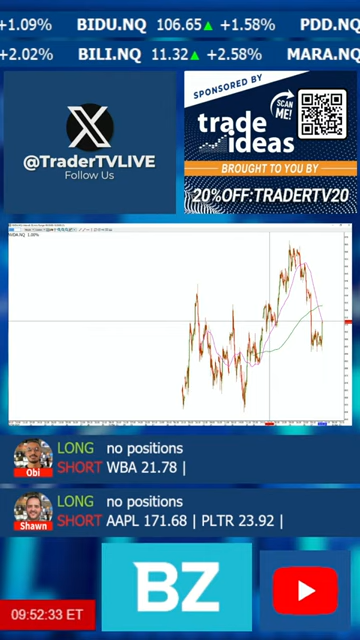 +1.09% BIDU.NQ 106.65▲ +1.58% PDD.NQ
+2.02% BILI.NQ 11.32▲ +2.58% MARA.NQ
X
@TraderTVLIVE
Follow Us
SPONSORED BY
SCAN ME!
trade ideas
BROUGHT TO YOU BY
20%OFF:TRADERTV20
LONG no positions
SHORT WBA 21.78 |
Obi
LONG no positions
SHORT AAPL 171.68 | PLTR 23.92 |
Shawn
BZ
09:52:33 ET